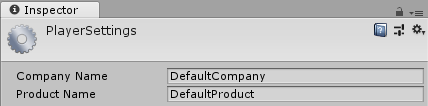 Inspector
PlayerSettings
Company Name DefaultCompany
Product Name DefaultProduct